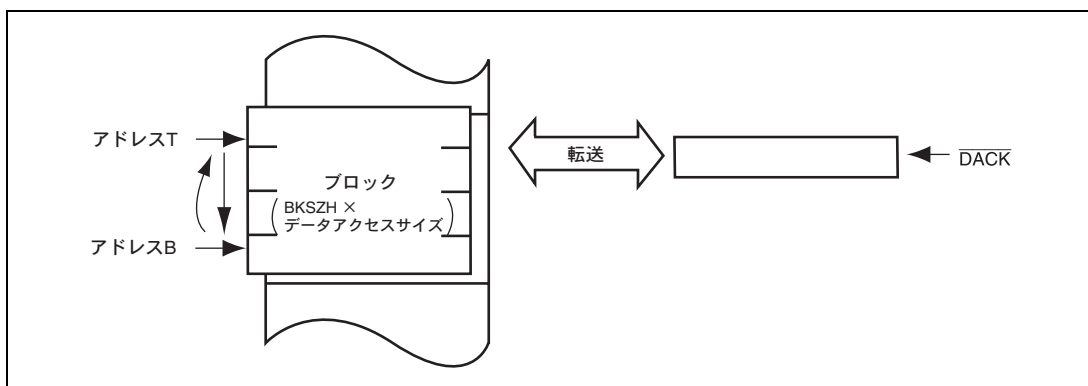 アドレスT
ブロック
BKSZH ×
データアクセスサイズ
アドレスB
転送
DACK